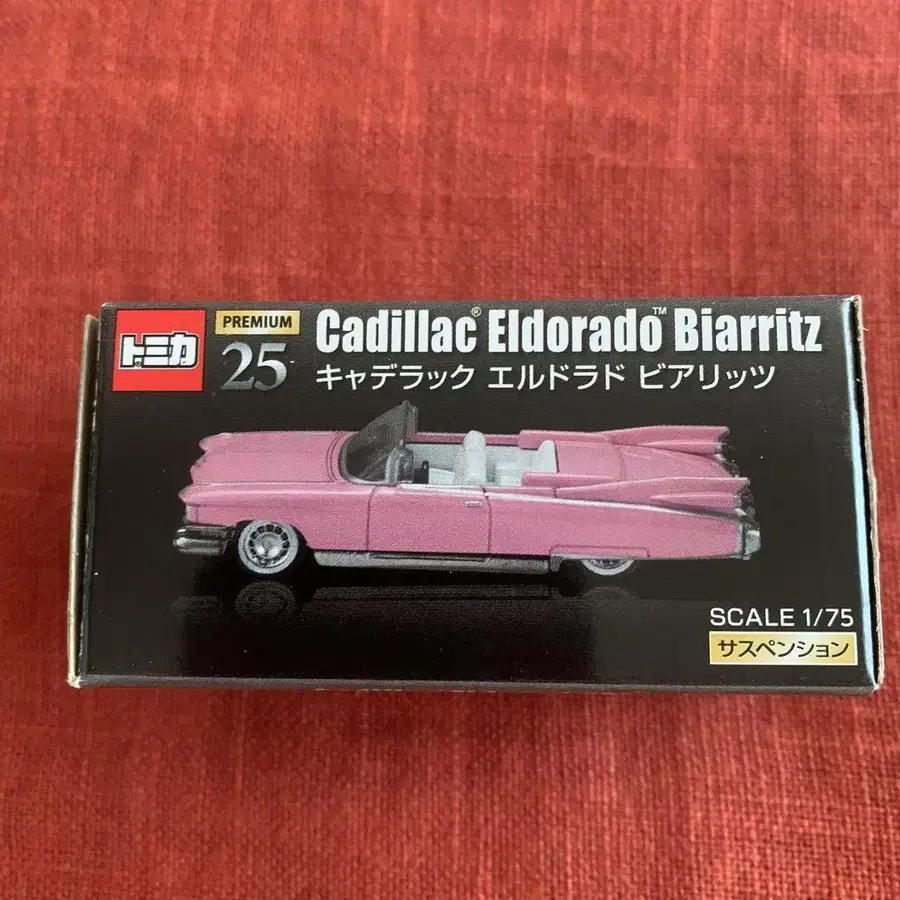 トミカ
PREMIUM
25
Cadillac® Eldorado™ Biarritz
キャデラック エルドラド ビアリッツ
SCALE 1/75
サスペンション